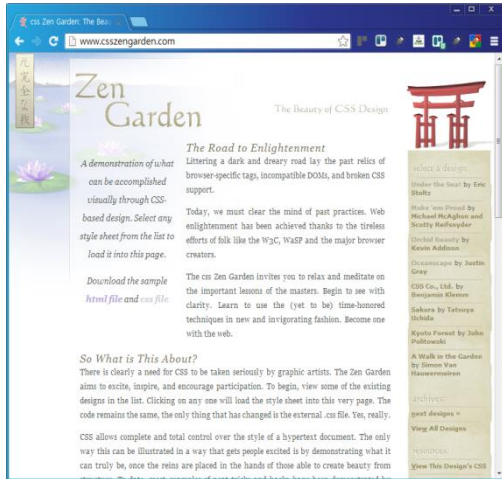 css Zen Garden: The Beau
www.csszengarden.com
Zen
Garden
The Beauty of CSS Design
A demonstration of what
can be accomplished
visually through CSS-
based design. Select any
style sheet from the list to
load it into this page.
Download the sample
html file and css file
The Road to Enlightenment
Littering a dark and dreary road lay the past relics of
browser-specific tags, incompatible DOMs, and broken CSS
support.
Today, we must clear the mind of past practices. Web
enlightenment has been achieved thanks to the tireless
efforts of folk like the W3C, WaSP and the major browser
creators.
The css Zen Garden invites you to relax and meditate on
the important lessons of the masters. Begin to see with
clarity. Learn to use the (yet to be) time-honored
techniques in new and invigorating fashion. Become one
with the web.
So What is This About?
There is clearly a need for CSS to be taken seriously by graphic artists. The Zen Garden
aims to excite, inspire, and encourage participation. To begin, view some of the existing
designs in the list. Clicking on any one will load the style sheet into this very page. The
code remains the same, the only thing that has changed is the external .css file. Yes, really.
CSS allows complete and total control over the style of a hypertext document. The only
way this can be illustrated in a way that gets people excited is by demonstrating what it
can truly be, once the reins are placed in the hands of those able to create beauty from
select a design:
Under the Sea! by Eric
Stoltz
Make 'em Proud by
Michael McAghon and
Scotty Reifsnyder
Orchid Beauty by
Kevin Addison
Oceanscape by Justin
Gray
CSS Co., Ltd. by
Benjamin Klemm
Sakura by Tatsuya
Uchida
Kyoto Forest by John
Politowski
A Walk in the Garden
by Simon Van
Hauwermeiren
archives:
next designs »
View All Designs
resources:
View This Design's CSS